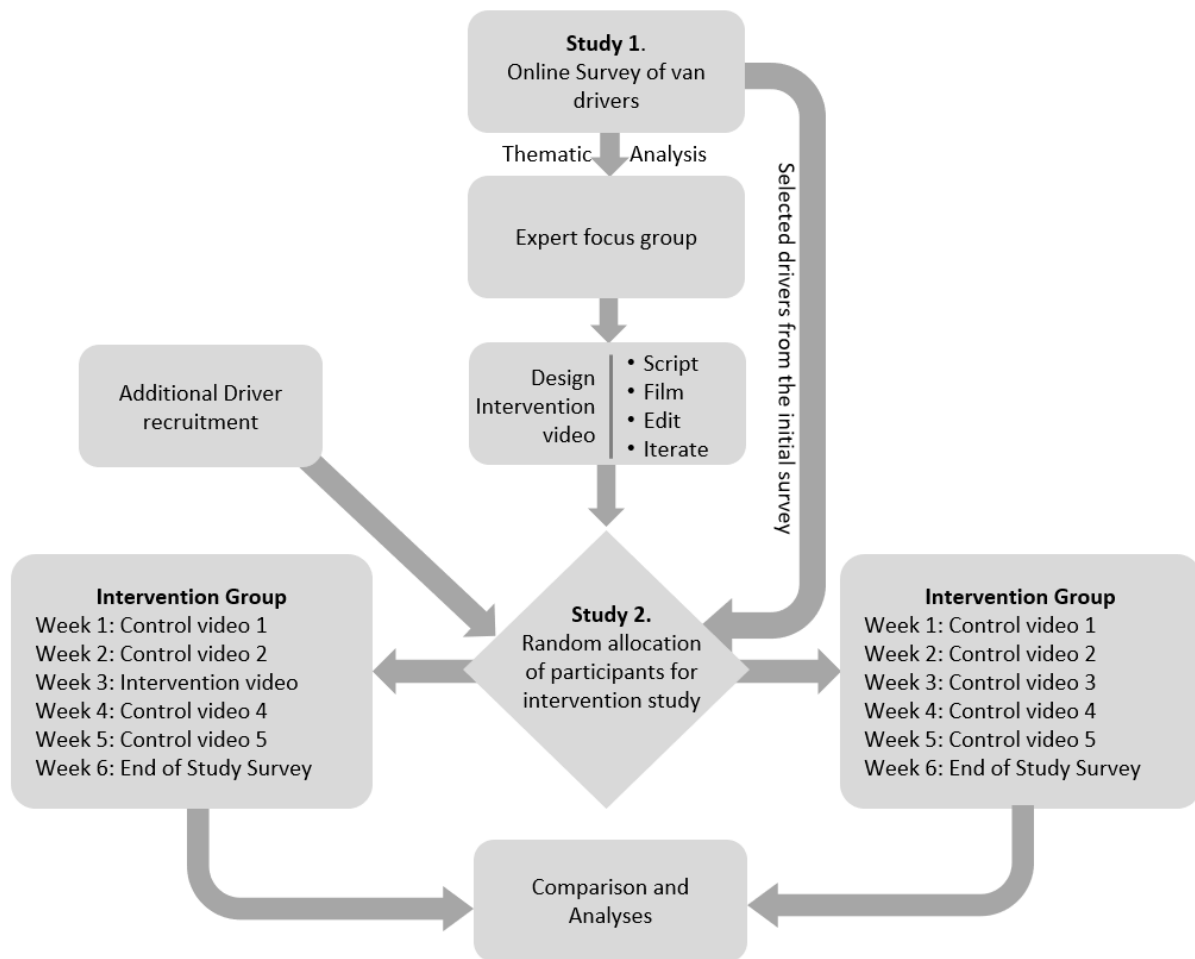 Study 1.
Online Survey of van
drivers
Thematic Analysis
Selected drivers from the initial survey
Expert focus group
Design
Intervention
video
• Script
• Film
• Edit
• Iterate
Additional Driver
recruitment
Study 2.
Random allocation
of participants for
intervention study
Intervention Group
Week 1: Control video 1
Week 2: Control video 2
Week 3: Intervention video
Week 4: Control video 4
Week 5: Control video 5
Week 6: End of Study Survey
Intervention Group
Week 1: Control video 1
Week 2: Control video 2
Week 3: Control video 3
Week 4: Control video 4
Week 5: Control video 5
Week 6: End of Study Survey
Comparison and
Analyses